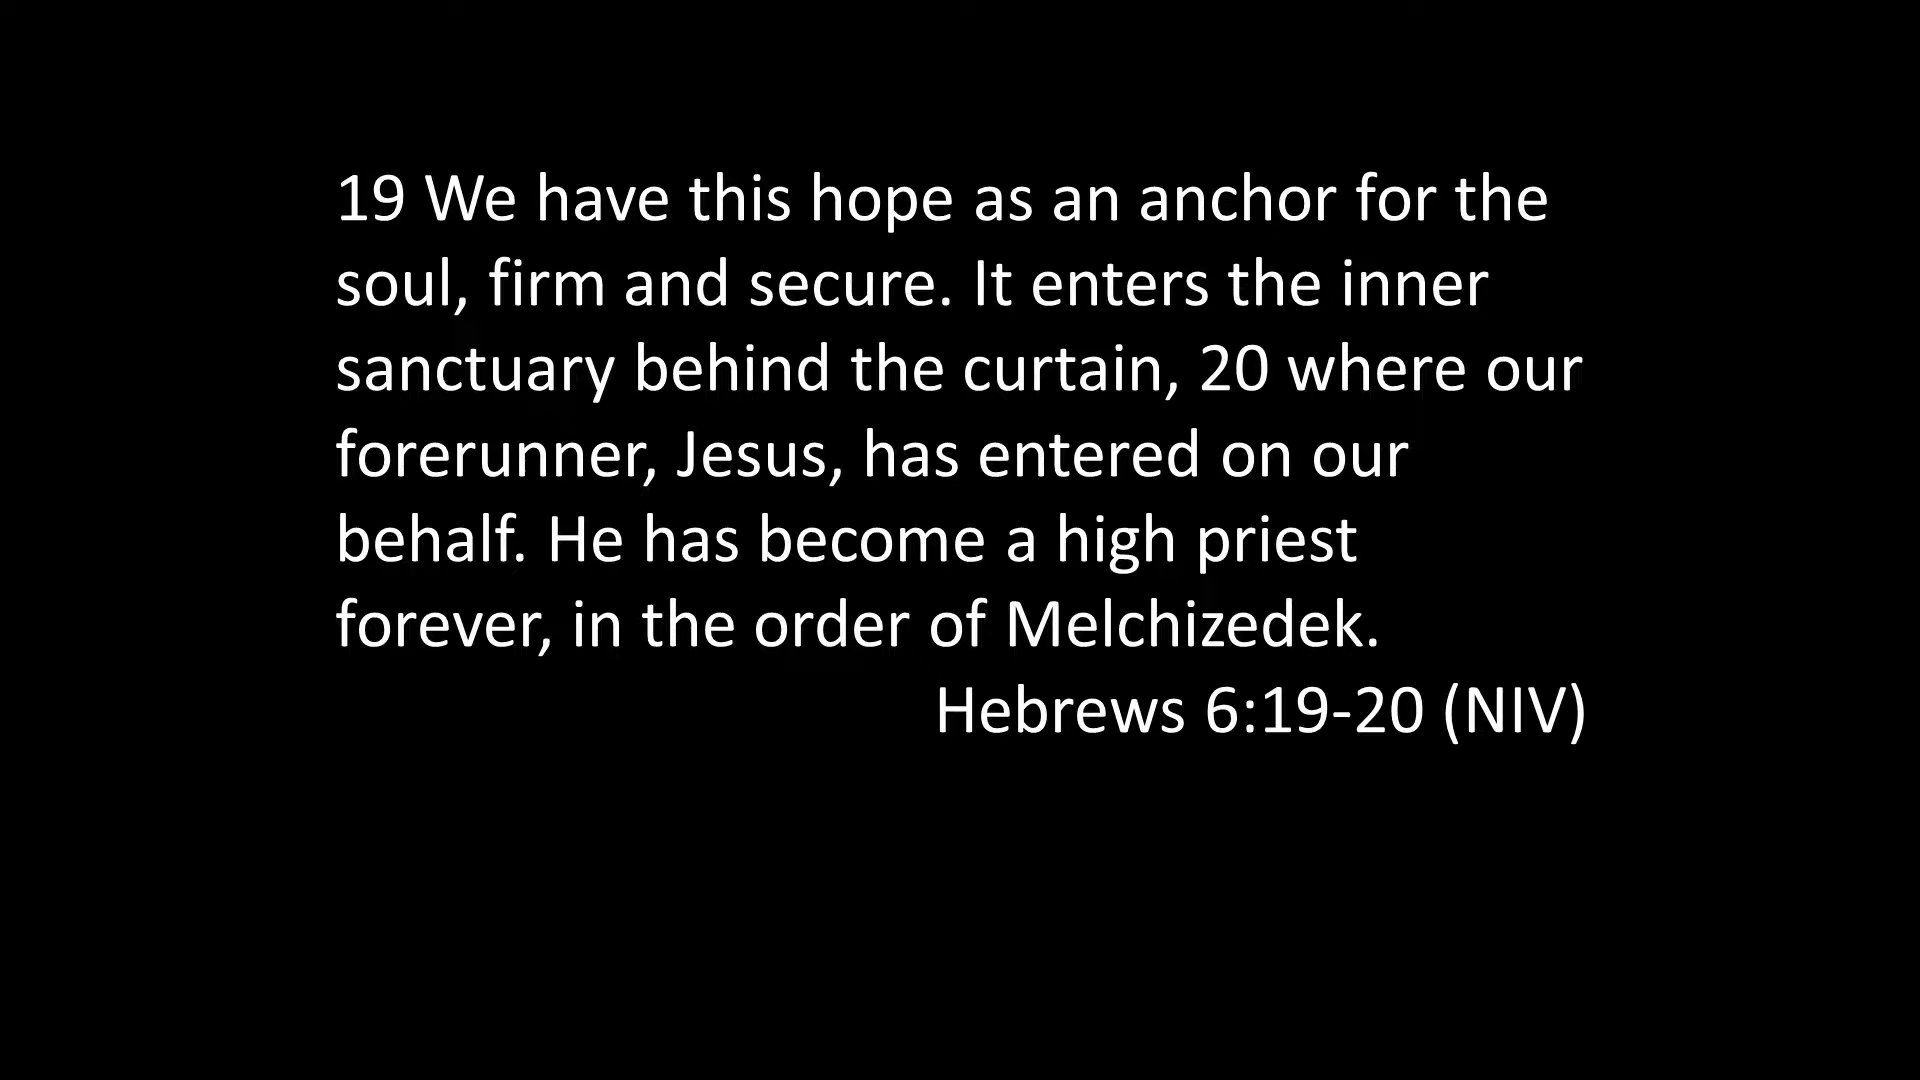 19 We have this hope as an anchor for the
soul, firm and secure. It enters the inner
sanctuary behind the curtain, 20 where our
forerunner, Jesus, has entered on our
behalf. He has become a high priest
forever, in the order of Melchizedek.
Hebrews 6:19-20 (NIV)